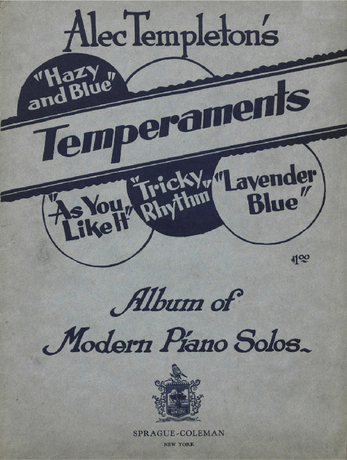 Alec Templeton's
"Hazy
and Blue"
Temperaments
"As You
Like It"
"Tricky
Rhythm"
"Lavender
Blue"
$1.00
Album of
Modern Piano Solos
SPRAGUE-COLEMAN
NEW YORK